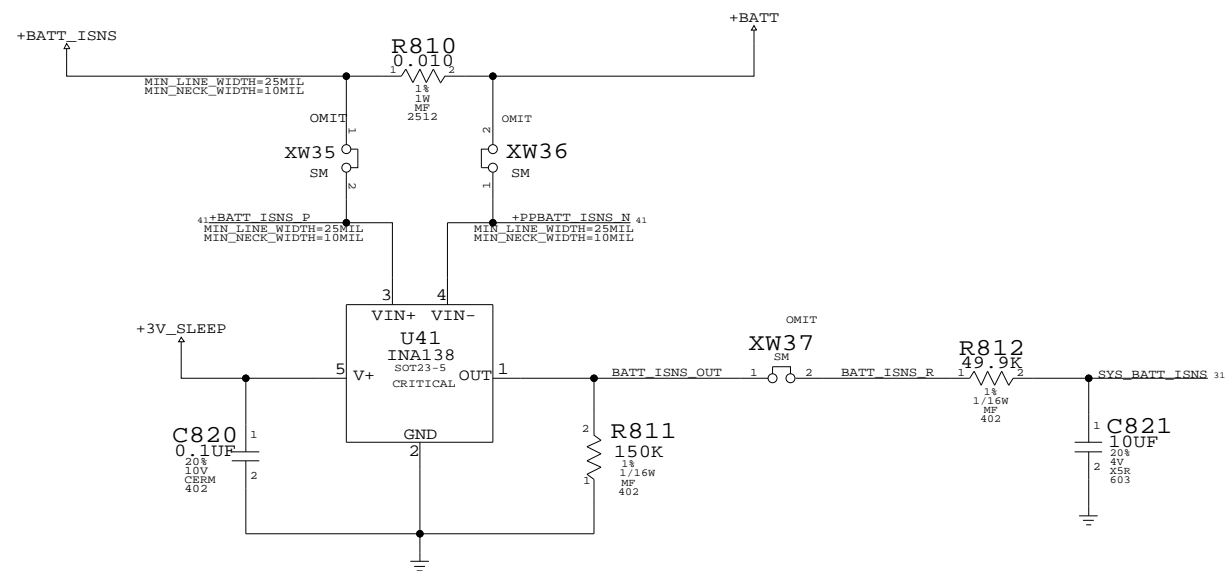 +BATT_ISNS
+BATT
R810
0.010
1 2
1%
1W
MF
2512
MIN_LINE_WIDTH=25MIL
MIN_NECK_WIDTH=10MIL
OMIT
1
XW35
SM
2
OMIT
2
XW36
SM
1
41 +BATT_ISNS_P
MIN_LINE_WIDTH=25MIL
MIN_NECK_WIDTH=10MIL
+PPBATT_ISNS_N 41
MIN_LINE_WIDTH=25MIL
MIN_NECK_WIDTH=10MIL
3 4
VIN+ VIN-
U41
INA138
SOT23-5
CRITICAL
5 V+
OUT 1
GND
2
+3V_SLEEP
C820
0.1UF
20%
10V
CERM
402
1
2
R811
150K
1%
1/16W
MF
402
2
1
BATT_ISNS_OUT
OMIT
XW37
SM
1 2
BATT_ISNS_R
R812
49.9K
1 2
1%
1/16W
MF
402
SYS_BATT_ISNS 31
C821
10UF
20%
4V
X5R
603
1
2